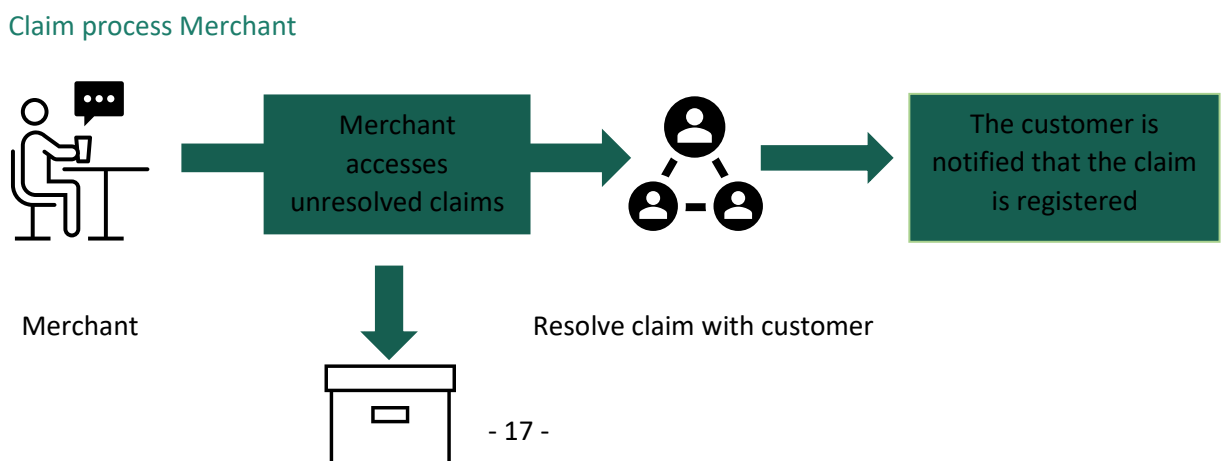 Claim process Merchant
Merchant
accesses
unresolved claims
The customer is
notified that the claim
is registered
Merchant
Resolve claim with customer
- 17 -